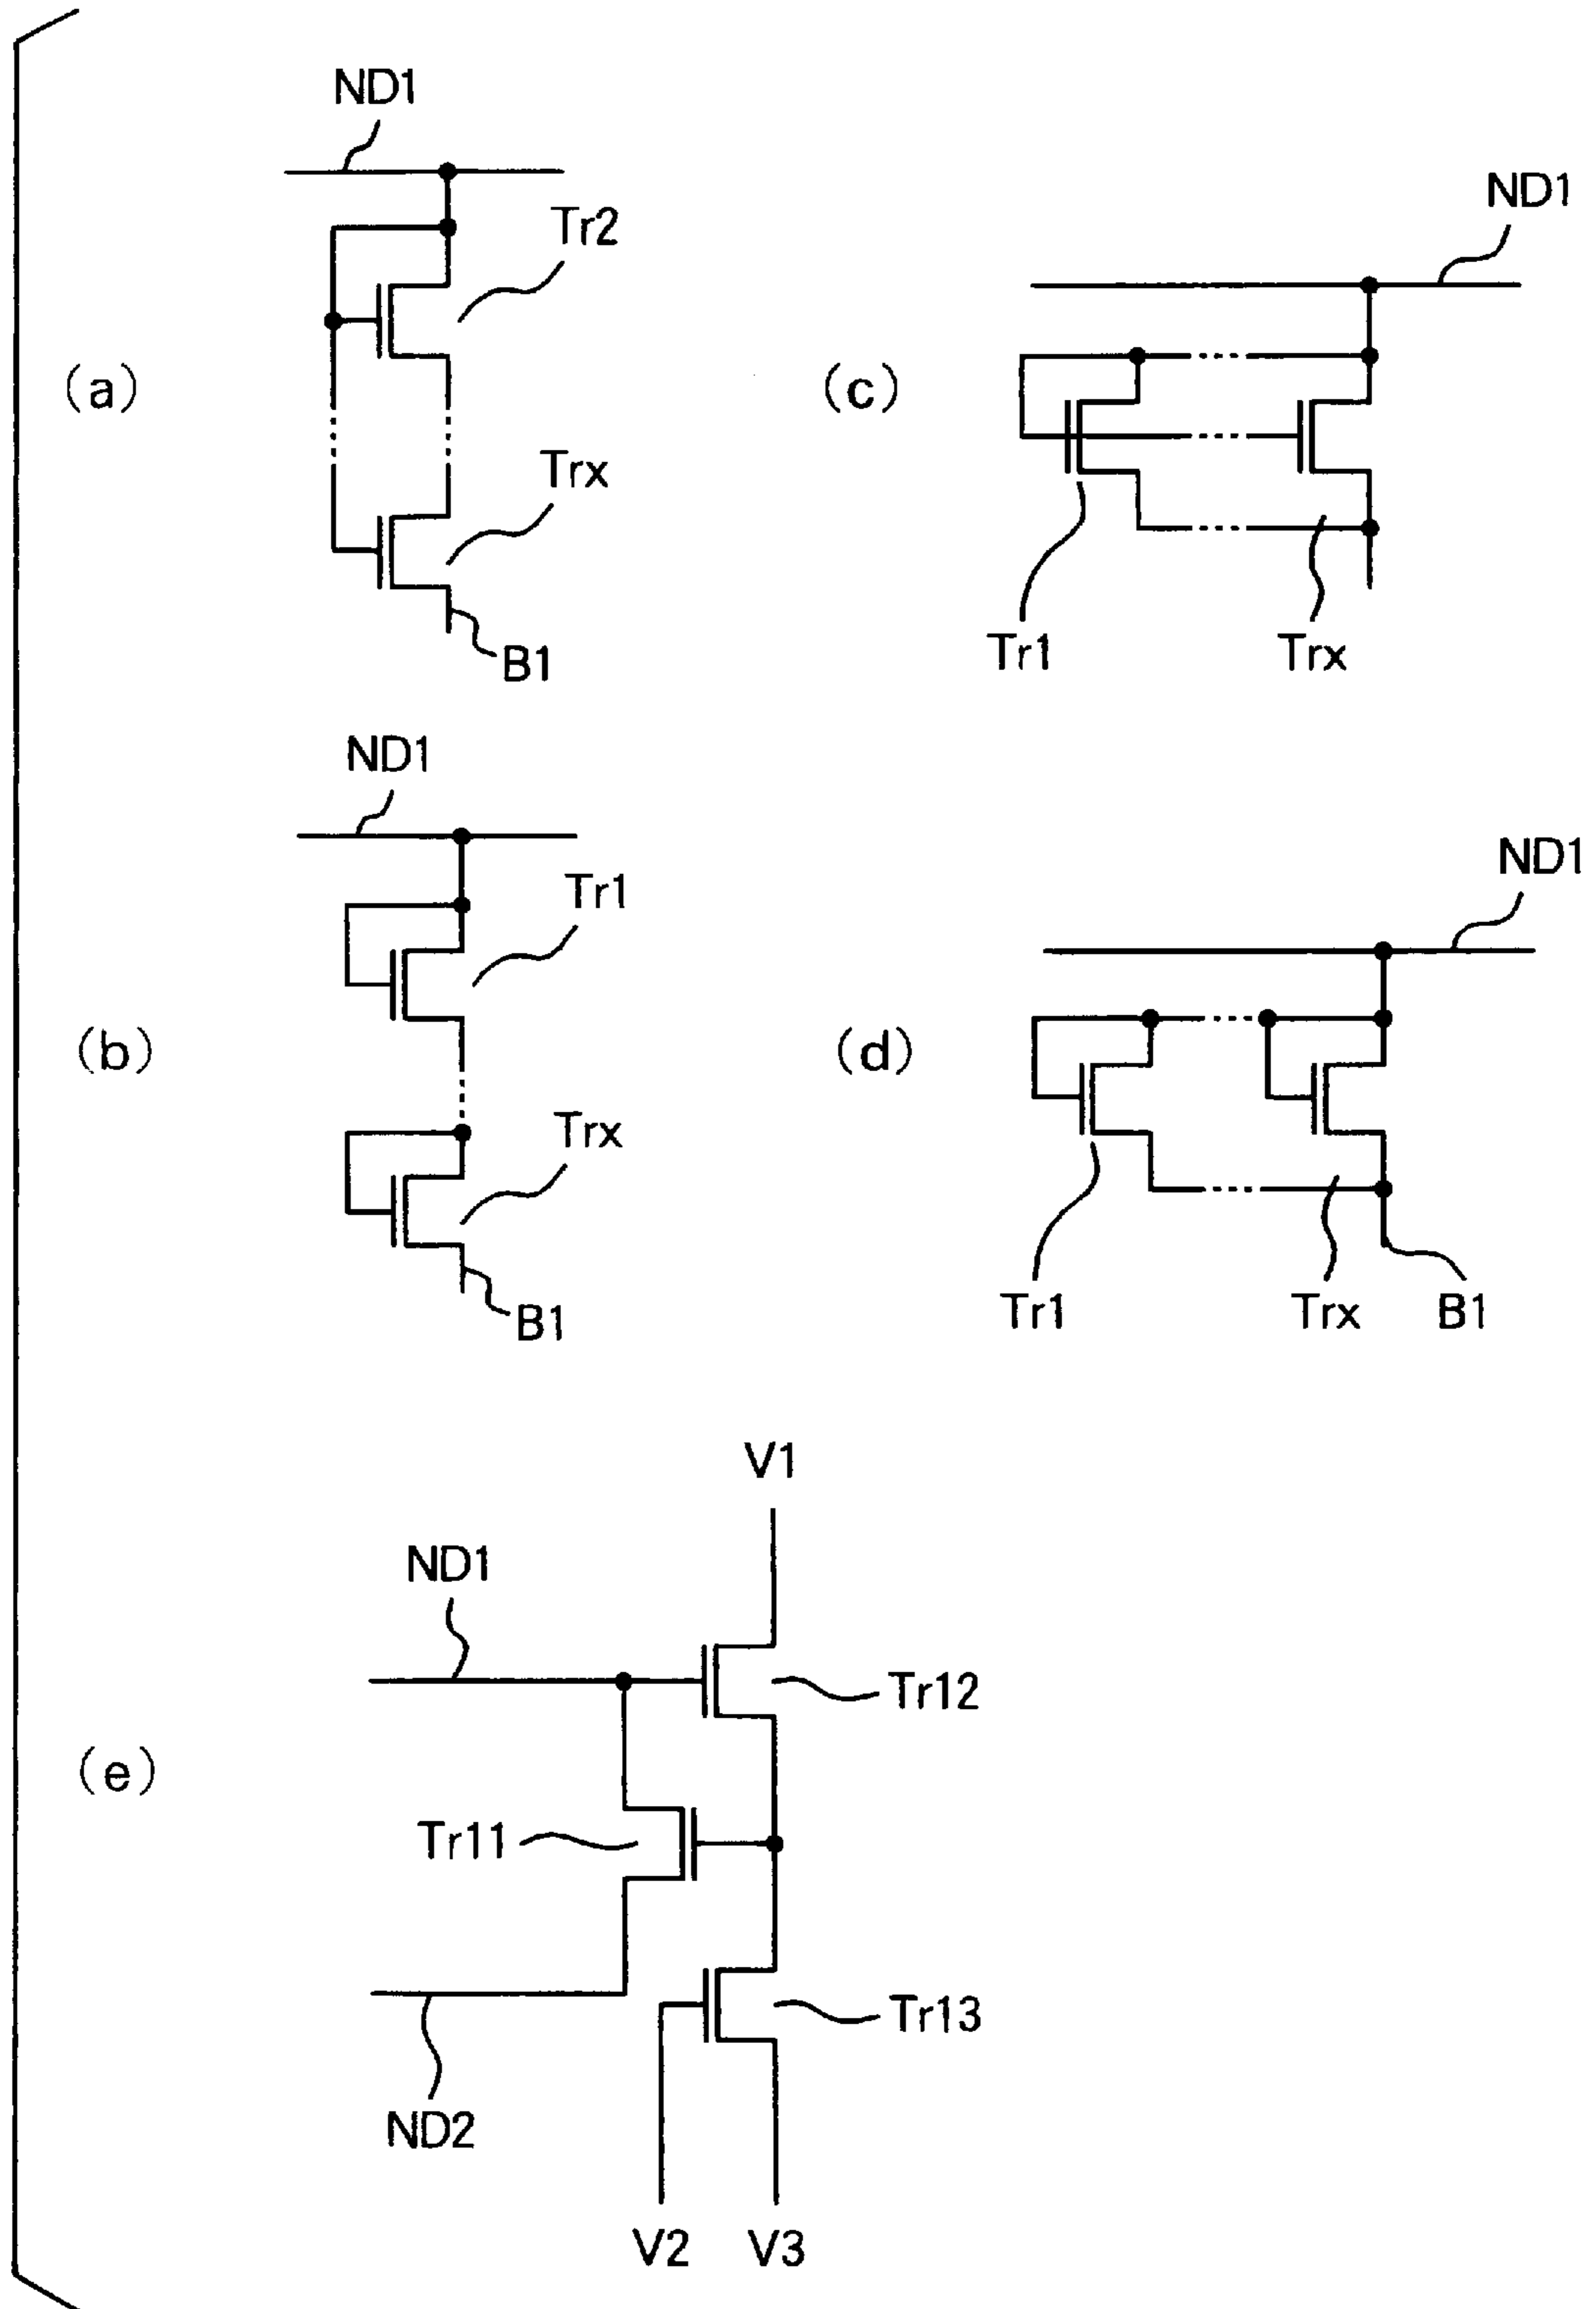 (a)
ND1
Tr2
Trx
B1
(c)
ND1
Tr1
Trx
(b)
ND1
Tr1
Trx
B1
(d)
ND1
Tr1
Trx
B1
(e)
V1
ND1
Tr12
Tr11
Tr13
ND2
V2
V3